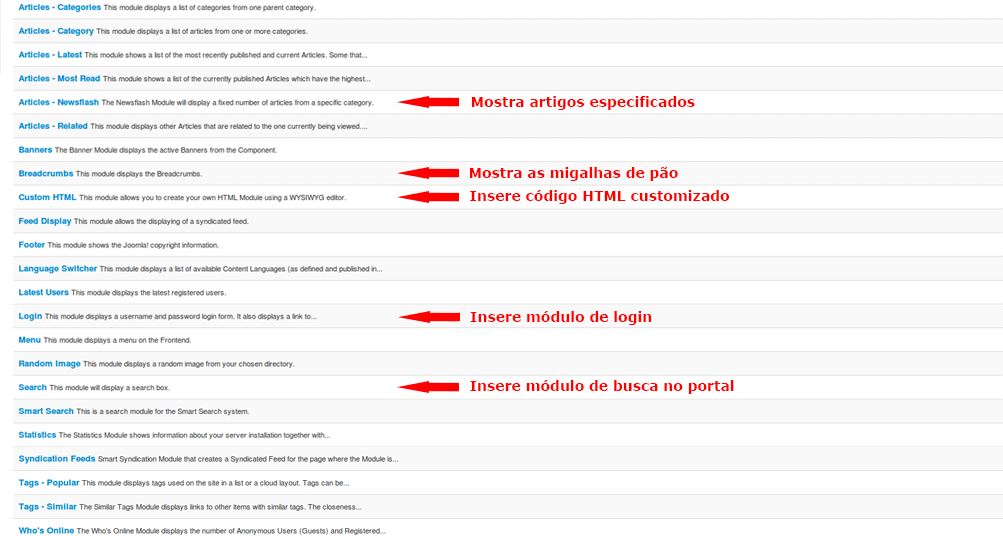 Articles - Categories This module displays a list of categories from one parent category.
Articles - Category This module displays a list of articles from one or more categories.
Articles - Latest This module shows a list of the most recently published and current Articles. Some that...
Articles - Most Read This module shows a list of the currently published Articles which have the highest...
Articles - Newsflash The Newsflash Module will display a fixed number of articles from a specific category. Mostra artigos especificados
Articles - Related This module displays other Articles that are related to the one currently being viewed....
Banners The Banner Module displays the active Banners from the Component.
Breadcrumbs This module displays the Breadcrumbs. Mostra as migalhas de pão
Custom HTML This module allows you to create your own HTML Module using a WYSIWYG editor. Insere código HTML customizado
Feed Display This module allows the displaying of a syndicated feed.
Footer This module shows the Joomla! copyright information.
Language Switcher This module displays a list of available Content Languages (as defined and published in...
Latest Users This module displays the latest registered users.
Login This module displays a username and password login form. It also displays a link to... Insere módulo de login
Menu This module displays a menu on the Frontend.
Random Image This module displays a random image from your chosen directory.
Search This module will display a search box. Insere módulo de busca no portal
Smart Search This is a search module for the Smart Search system.
Statistics The Statistics Module shows information about your server installation together with...
Syndication Feeds Smart Syndication Module that creates a Syndicated Feed for the page where the Module is...
Tags - Popular This module displays tags used on the site in a list or a cloud layout. Tags can be...
Tags - Similar The Similar Tags Module displays links to other items with similar tags. The closeness...
Who's Online The Who's Online Module displays the number of Anonymous Users (Guests) and Registered...